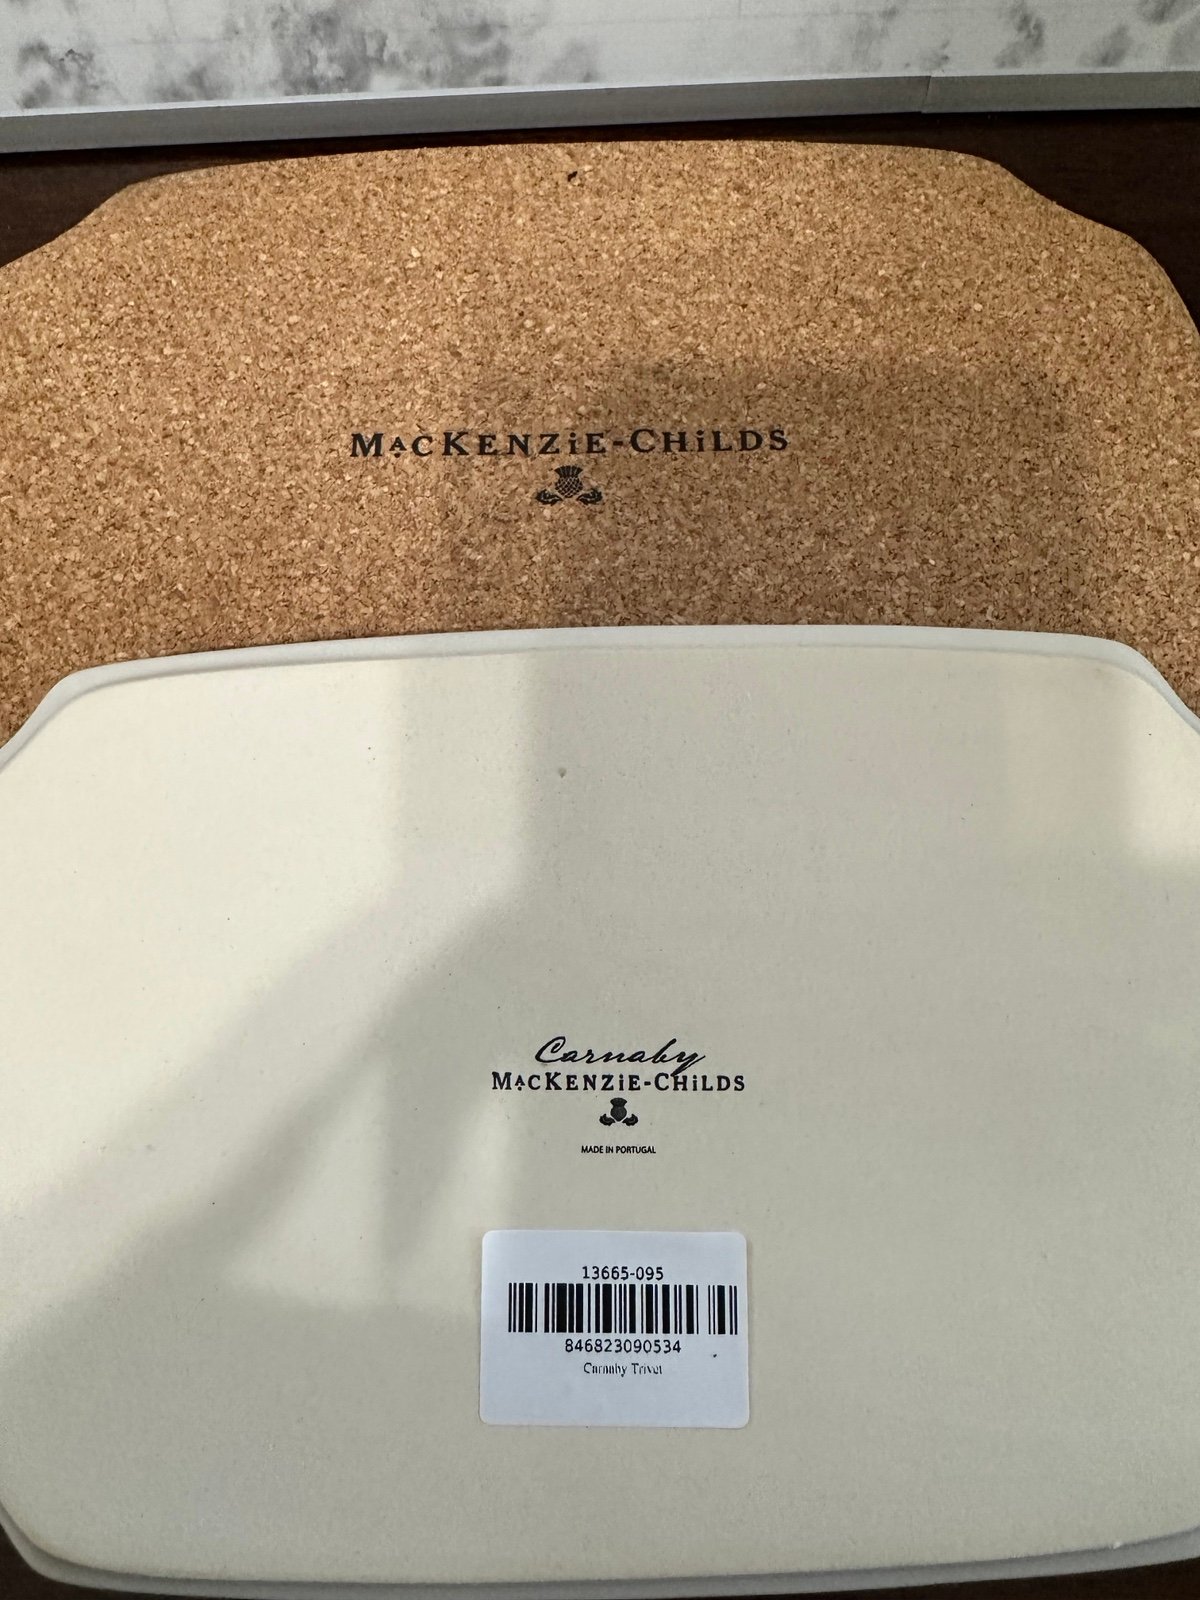 MacKENZiE-CHiLDS
Carnaby
MacKENZiE-CHiLDS
MADE IN PORTUGAL
13665-095
846823090534
Carnaby Trivet